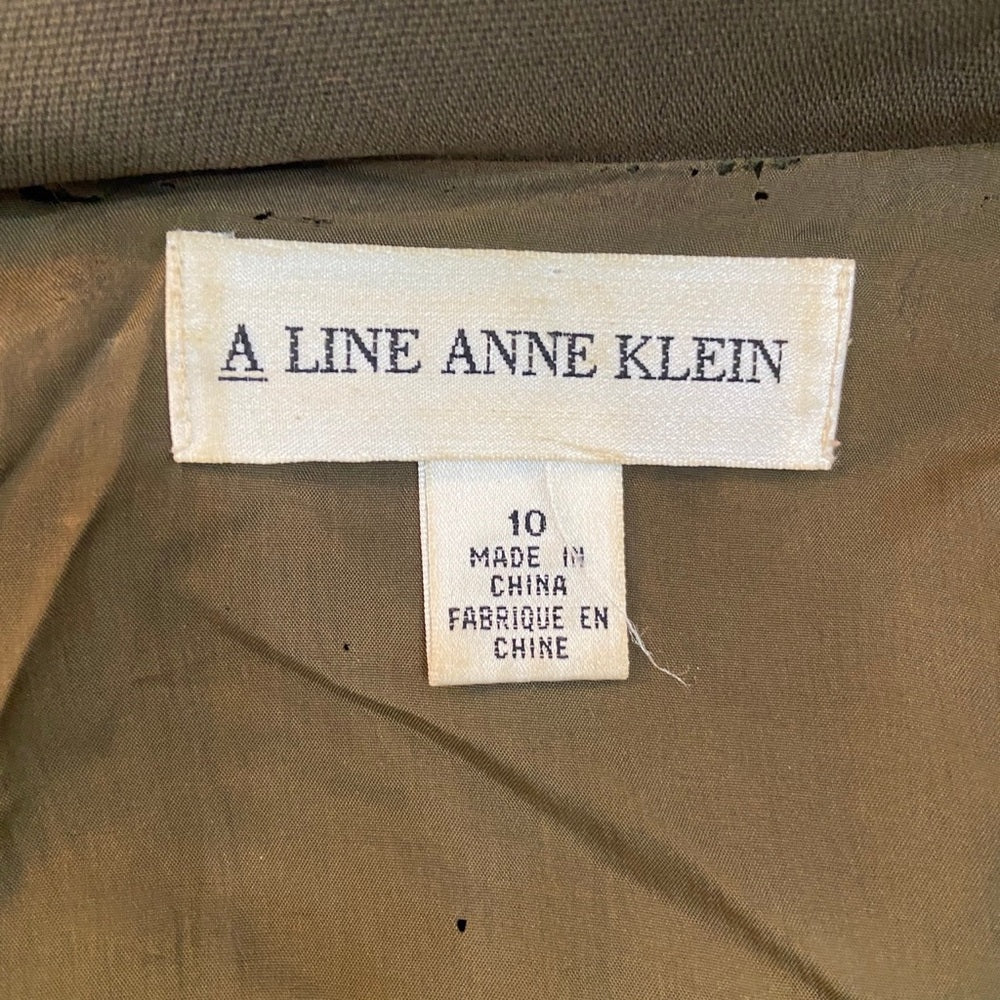 A LINE ANNE KLEIN
10
MADE IN
CHINA
FABRIQUE EN
CHINE